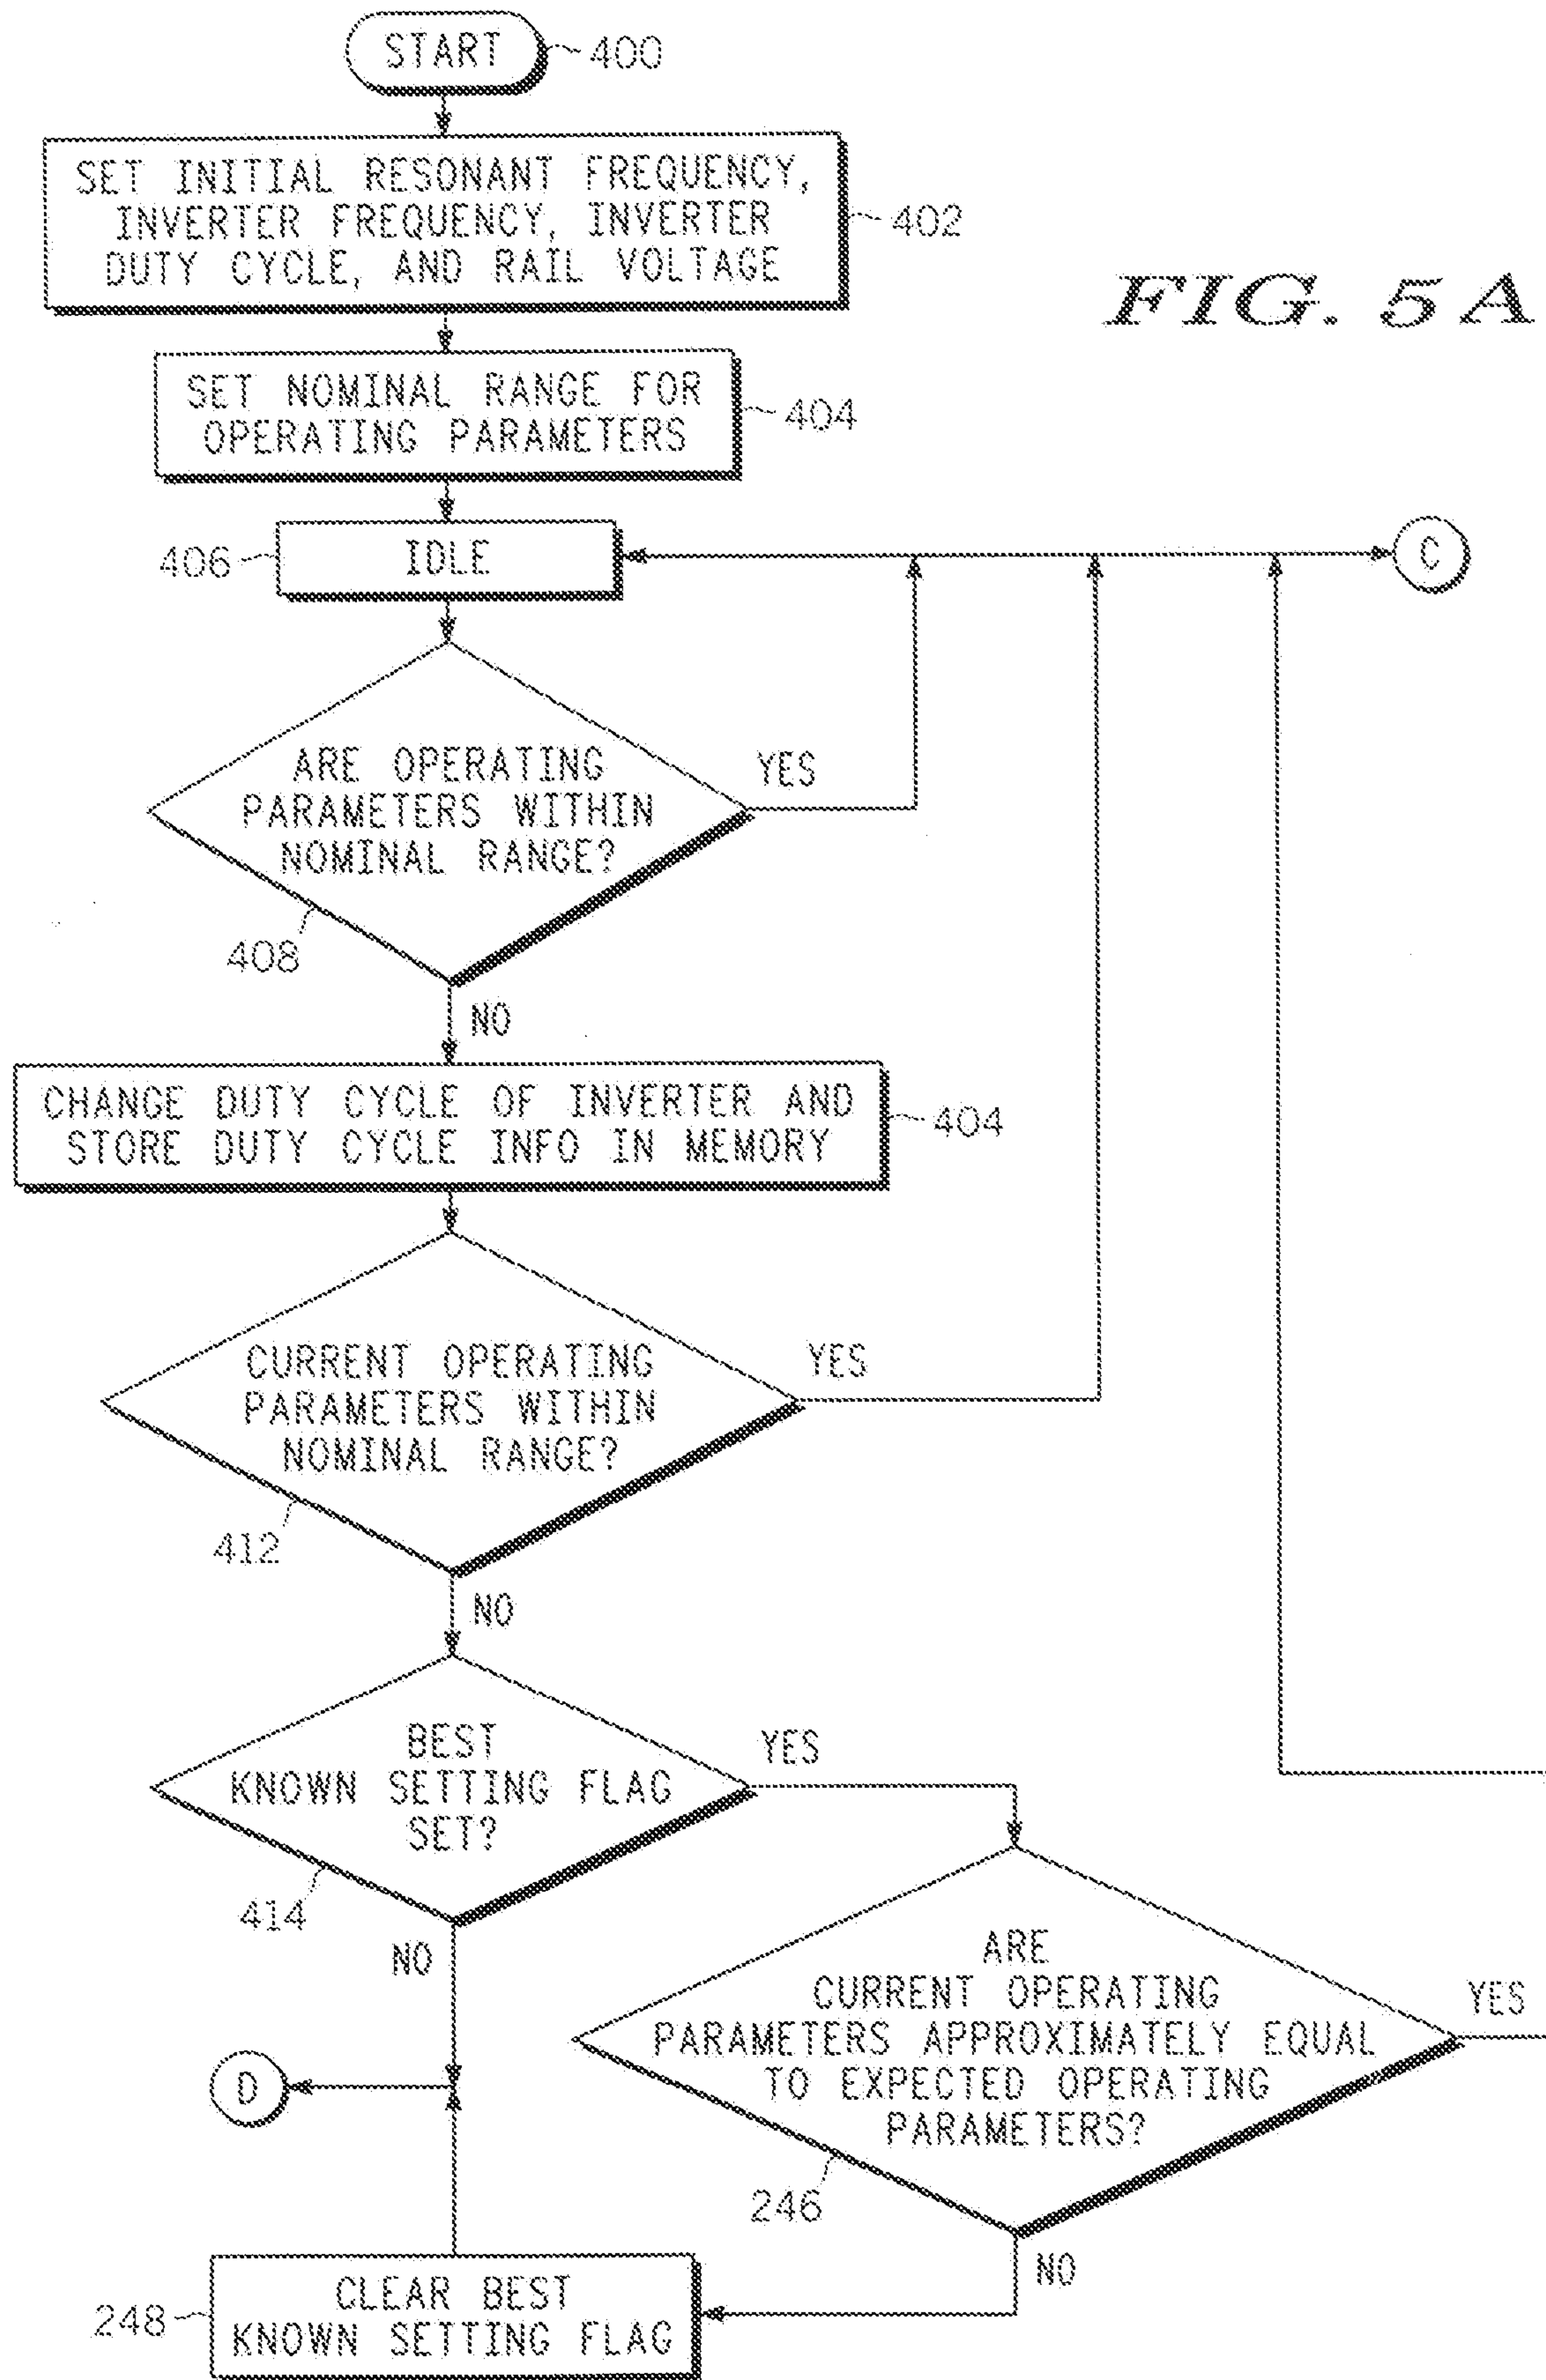 START
400
SET INITIAL RESONANT FREQUENCY,
INVERTER FREQUENCY, INVERTER
DUTY CYCLE, AND RAIL VOLTAGE
402
FIG. 5A
SET NOMINAL RANGE FOR
OPERATING PARAMETERS
404
406
IDLE
C
ARE OPERATING
PARAMETERS WITHIN
NOMINAL RANGE?
YES
408
NO
CHANGE DUTY CYCLE OF INVERTER AND
STORE DUTY CYCLE INFO IN MEMORY
404
CURRENT OPERATING
PARAMETERS WITHIN
NOMINAL RANGE?
YES
412
NO
BEST
KNOWN SETTING FLAG
SET?
YES
414
NO
ARE
CURRENT OPERATING
PARAMETERS APPROXIMATELY EQUAL
TO EXPECTED OPERATING
PARAMETERS?
YES
D
246
NO
248
CLEAR BEST
KNOWN SETTING FLAG